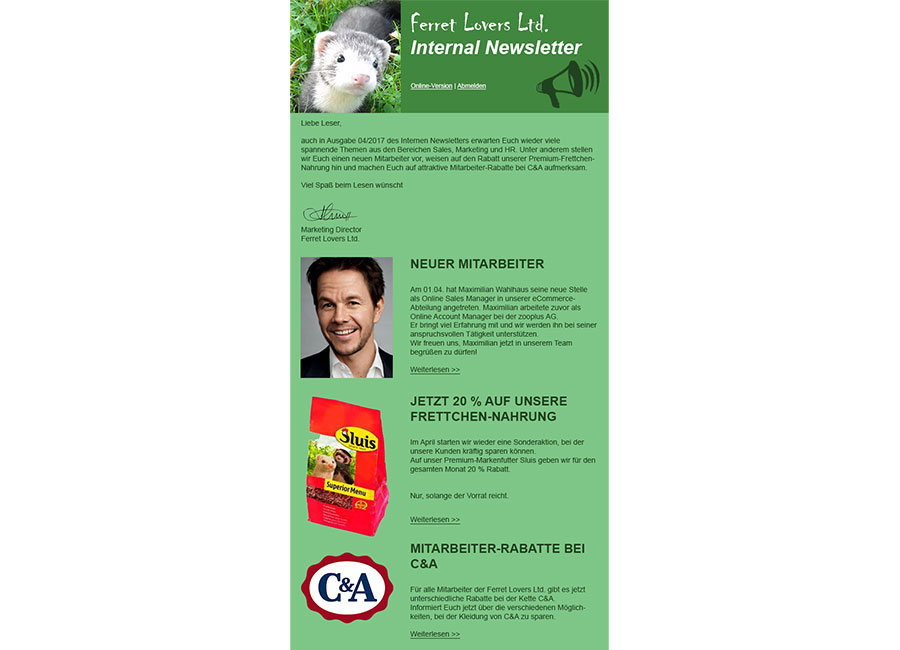 Ferret Lovers Ltd.
Internal Newsletter
Online-Version | Abmelden
Liebe Leser,
auch in Ausgabe 04/2017 des Internen Newsletters erwarten Euch wieder viele
spannende Themen aus den Bereichen Sales, Marketing und HR. Unter anderem stellen
wir Euch einen neuen Mitarbeiter vor, weisen auf den Rabatt unserer Premium-Frettchen-
Nahrung hin und machen Euch auf attraktive Mitarbeiter-Rabatte bei C&A aufmerksam.
Viel Spaß beim Lesen wünscht
Marketing Director
Ferret Lovers Ltd.
NEUER MITARBEITER
Am 01.04. hat Maximilian Wahlhaus seine neue Stelle
als Online Sales Manager in unserer eCommerce-
Abteilung angetreten. Maximilian arbeitete zuvor als
Online Account Manager bei der zooplus AG.
Er bringt viel Erfahrung mit und wir werden ihn bei seiner
anspruchsvollen Tätigkeit unterstützen.
Wir freuen uns, Maximilian jetzt in unserem Team
begrüßen zu dürfen!
Weiterlesen >>
Sluis
Superior Menu
JETZT 20 % AUF UNSERE
FRETTCHEN-NAHRUNG
Im April starten wir wieder eine Sonderaktion, bei der
unsere Kunden kräftig sparen können.
Auf unser Premium-Markenfutter Sluis geben wir für den
gesamten Monat 20 % Rabatt.
Nur, solange der Vorrat reicht.
Weiterlesen >>
C&A
MITARBEITER-RABATTE BEI
C&A
Für alle Mitarbeiter der Ferret Lovers Ltd. gibt es jetzt
unterschiedliche Rabatte bei der Kette C&A.
Informiert Euch jetzt über die verschiedenen Möglich-
keiten, bei der Kleidung von C&A zu sparen.
Weiterlesen >>